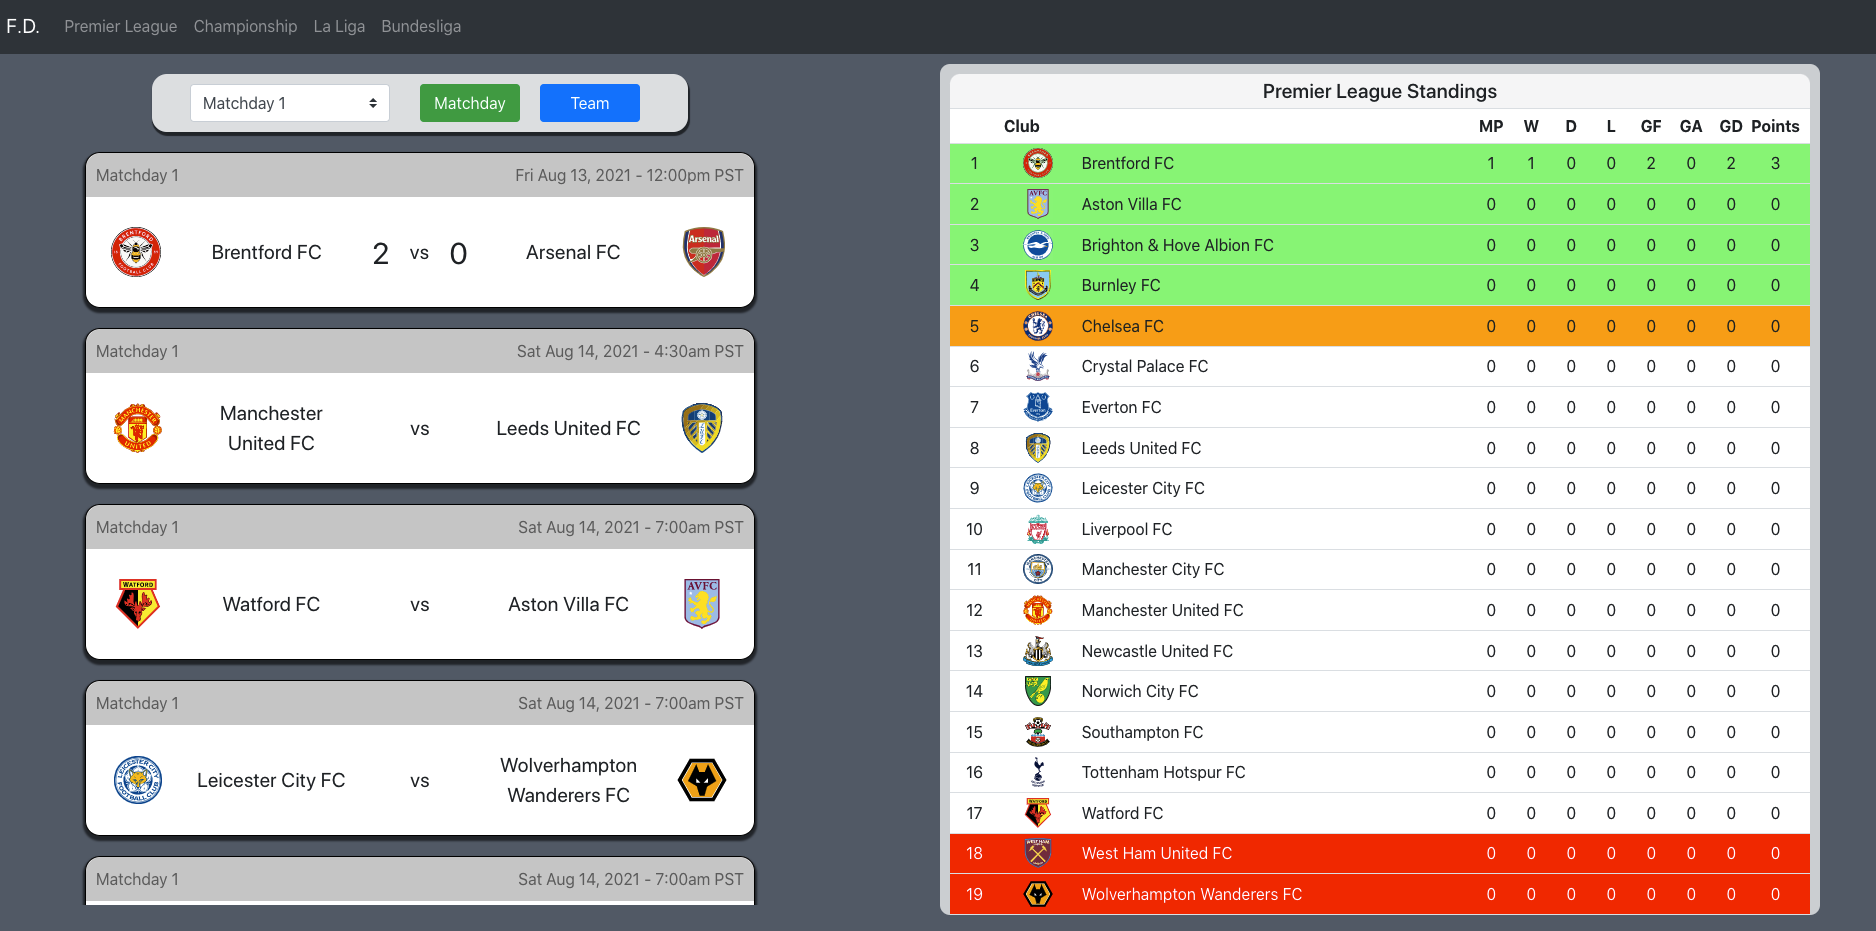 F.D. Premier League Championship La Liga Bundesliga
Matchday 1 Matchday Team
Matchday 1 Fri Aug 13, 2021 - 12:00pm PST
Brentford FC 2 vs 0 Arsenal FC
Matchday 1 Sat Aug 14, 2021 - 4:30am PST
Manchester
United FC vs Leeds United FC
Matchday 1 Sat Aug 14, 2021 - 7:00am PST
Watford FC vs Aston Villa FC
Matchday 1 Sat Aug 14, 2021 - 7:00am PST
Leicester City FC vs Wolverhampton
Wanderers FC
Matchday 1 Sat Aug 14, 2021 - 7:00am PST
Premier League Standings
Club MP W D L GF GA GD Points
1 Brentford FC 1 1 0 0 2 0 2 3
2 Aston Villa FC 0 0 0 0 0 0 0 0
3 Brighton & Hove Albion FC 0 0 0 0 0 0 0 0
4 Burnley FC 0 0 0 0 0 0 0 0
5 Chelsea FC 0 0 0 0 0 0 0 0
6 Crystal Palace FC 0 0 0 0 0 0 0 0
7 Everton FC 0 0 0 0 0 0 0 0
8 Leeds United FC 0 0 0 0 0 0 0 0
9 Leicester City FC 0 0 0 0 0 0 0 0
10 Liverpool FC 0 0 0 0 0 0 0 0
11 Manchester City FC 0 0 0 0 0 0 0 0
12 Manchester United FC 0 0 0 0 0 0 0 0
13 Newcastle United FC 0 0 0 0 0 0 0 0
14 Norwich City FC 0 0 0 0 0 0 0 0
15 Southampton FC 0 0 0 0 0 0 0 0
16 Tottenham Hotspur FC 0 0 0 0 0 0 0 0
17 Watford FC 0 0 0 0 0 0 0 0
18 West Ham United FC 0 0 0 0 0 0 0 0
19 Wolverhampton Wanderers FC 0 0 0 0 0 0 0 0